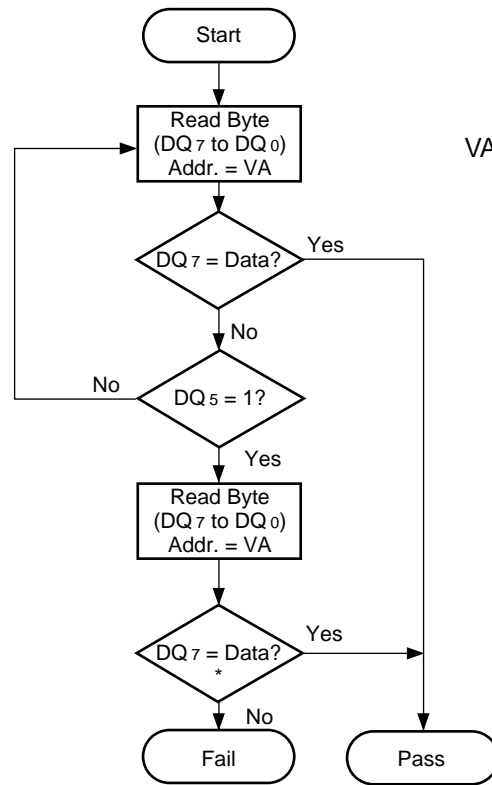 Start
Read Byte
(DQ7 to DQ0)
Addr. = VA
VA
DQ7 = Data?
Yes
No
No
DQ5 = 1?
Yes
Read Byte
(DQ7 to DQ0)
Addr. = VA
DQ7 = Data?
*
Yes
No
Fail
Pass